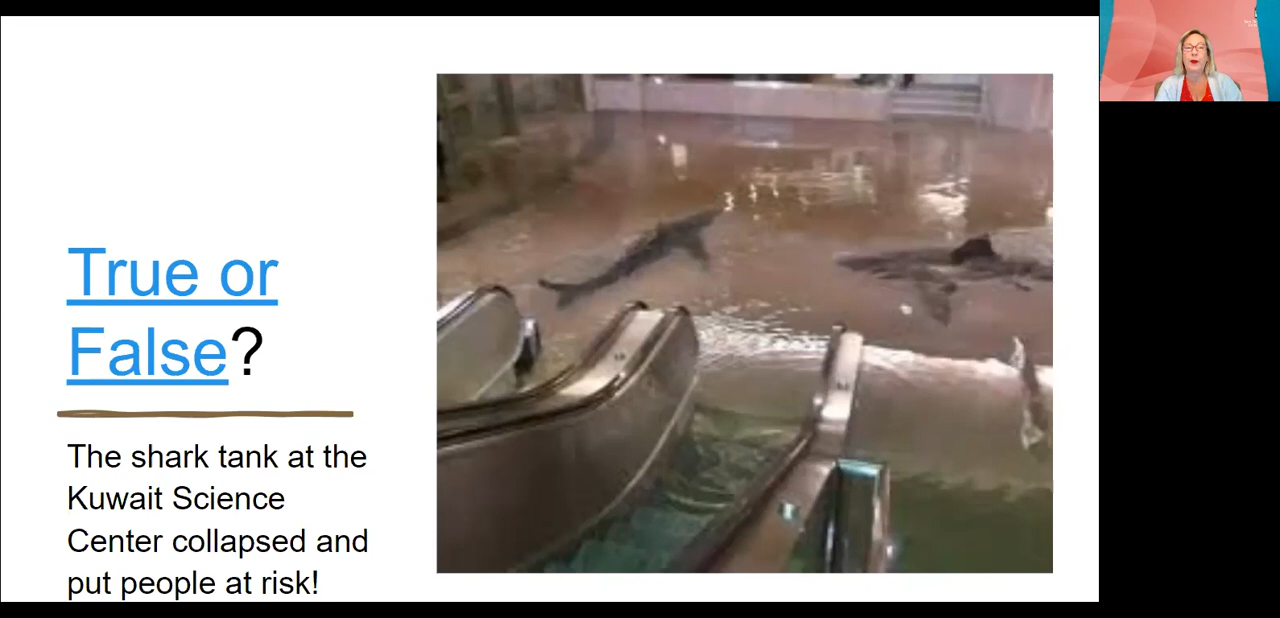 True or
False?
The shark tank at the
Kuwait Science
Center collapsed and
put people at risk!